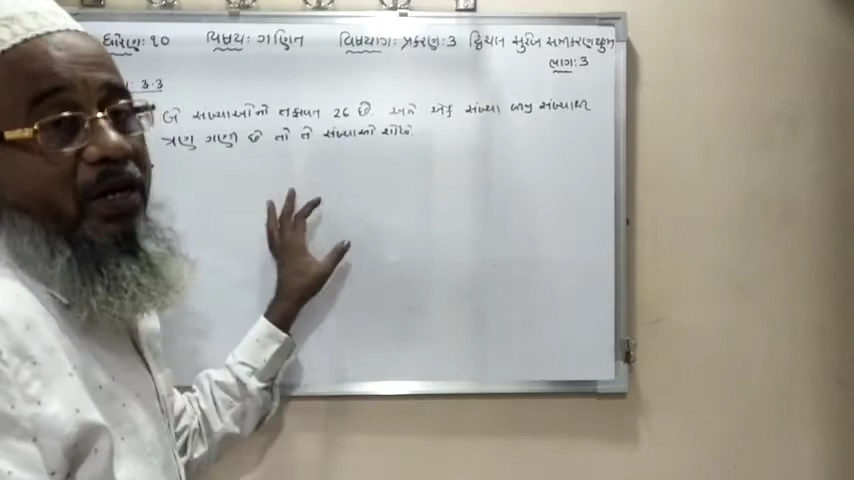 ધોરણ: ૧૦ વિષય: ગણિત વિષયાંગ: પ્રકરણ: 3 દ્વિચલ સુરેખ સમીકરણયુગ્મ
ભાગ: 3
: 3.3
બે સંખ્યાઓનો તફાવત 26 છે. અને એક સંખ્યા બીજી સંખ્યાથી
ત્રણ ગણી છે તો તે સંખ્યાઓ શોધો.